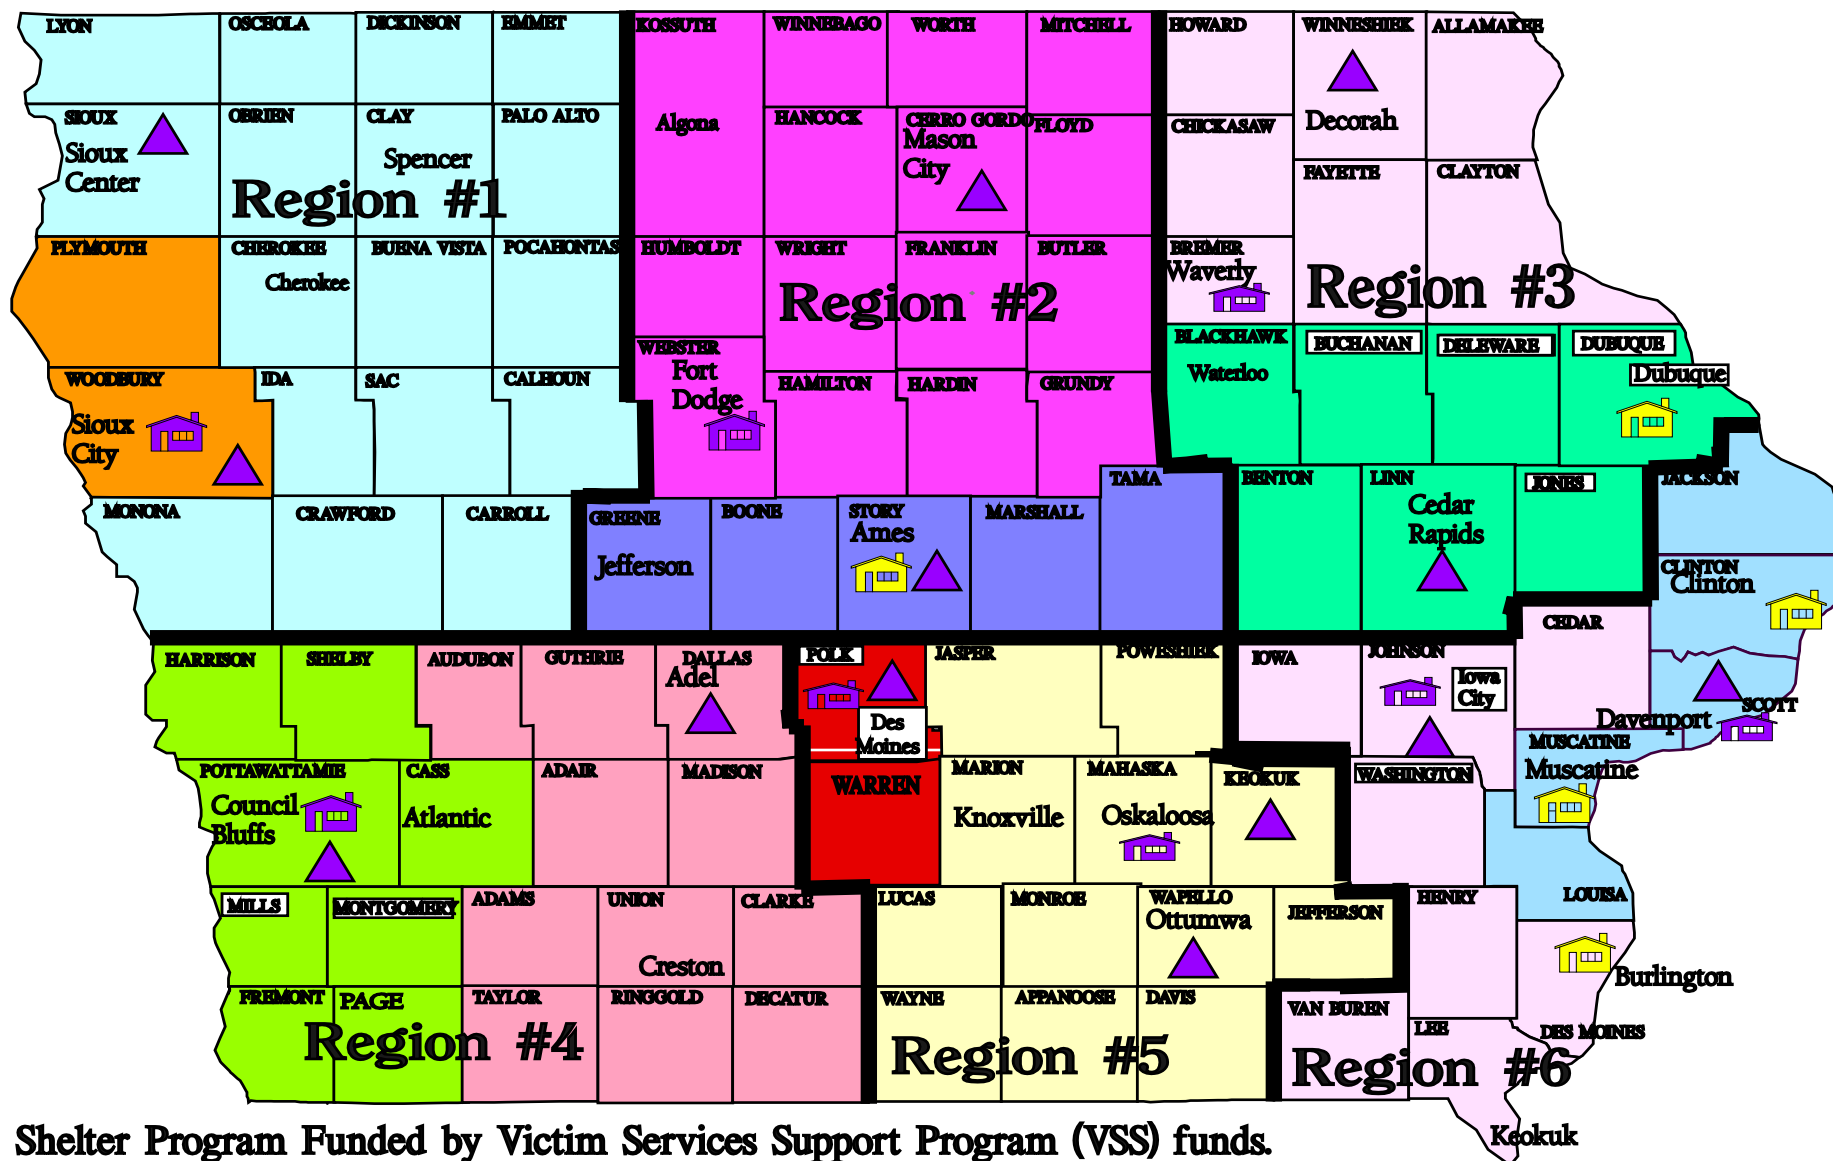 LYON
OSCEOLA
DICKINSON
EMMET
KOSSUTH
WINNEBAGO
WORTH
MITCHELL
HOWARD
WINNESHIEK
ALLAMAKEE
Decorah
SIOUX
Sioux
Center
OBRIEN
CLAY
Spencer
PALO ALTO
Region #1
Algona
HANCOCK
CERRO GORDO
Mason
City
FLOYD
CHICKASAW
FAYETTE
CLAYTON
PLYMOUTH
CHEROKEE
Cherokee
BUENA VISTA
POCAHONTAS
HUMBOLDT
WRIGHT
FRANKLIN
BUTLER
Region #2
BREMER
Waverly
Region #3
WEBSTER
Fort
Dodge
BLACKHAWK
Waterloo
BUCHANAN
DELEWARE
DUBUQUE
Dubuque
WOODBURY
Sioux
City
IDA
SAC
CALHOUN
HAMILTON
HARDIN
GRUNDY
TAMA
BENTON
LINN
Cedar
Rapids
JONES
JACKSON
MONONA
CRAWFORD
CARROLL
GREENE
Jefferson
BOONE
STORY
Ames
MARSHALL
CLINTON
Clinton
CEDAR
HARRISON
SHELBY
AUDUBON
GUTHRIE
DALLAS
Adel
POLK
Des
Moines
JASPER
POWESHIEK
IOWA
JOHNSON
Iowa
City
SCOTT
Davenport
POTTAWATTAMIE
Council
Bluffs
CASS
Atlantic
ADAIR
MADISON
WARREN
MARION
Knoxville
MAHASKA
Oskaloosa
KEOKUK
WASHINGTON
MUSCATINE
Muscatine
LOUISA
MILLS
MONTGOMERY
ADAMS
UNION
Creston
CLARKE
LUCAS
MONROE
WAPELLO
Ottumwa
JEFFERSON
HENRY
Burlington
DES MOINES
FREMONT
PAGE
TAYLOR
RINGGOLD
DECATUR
Region #4
WAYNE
APPANOOSE
DAVIS
Region #5
VAN BUREN
LEE
Region #6
Keokuk
Shelter Program Funded by Victim Services Support Program (VSS) funds.